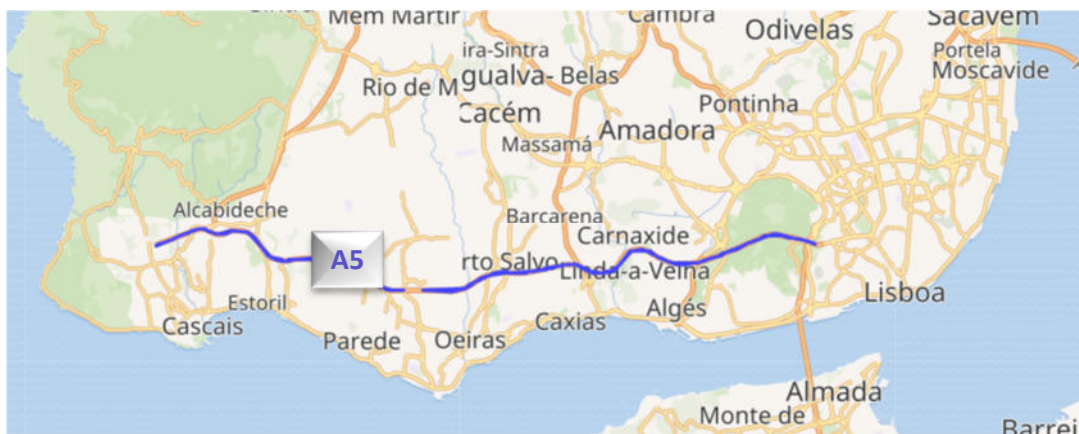 Mem Martir
Cambra
Sacavém
Odivelas
ira-Sintra
Portela
gualva-
Belas
Moscavide
Rio de M
Pontinha
Cacém
Amadora
Massamá
Alcabideche
Barcarena
Carnaxide
A5
rto Salvo
Linda-a-Velha
Estoril
Lisboa
Algés
Cascais
Caxias
Parede
Oeiras
Almada
Monte de
Barrei